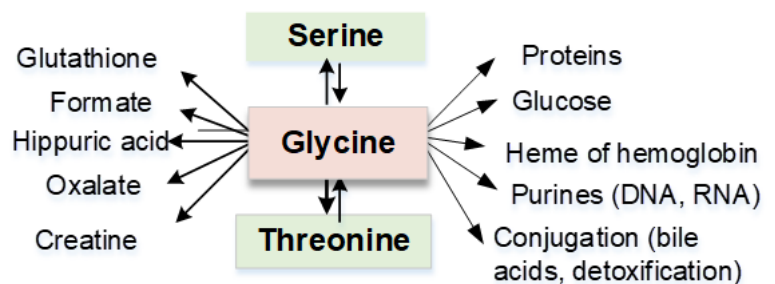 Serine
Glutathione
Formate
Hippuric acid
Oxalate
Creatine
Glycine
Threonine
Proteins
Glucose
Heme of hemoglobin
Purines (DNA, RNA)
Conjugation (bile
acids, detoxification)